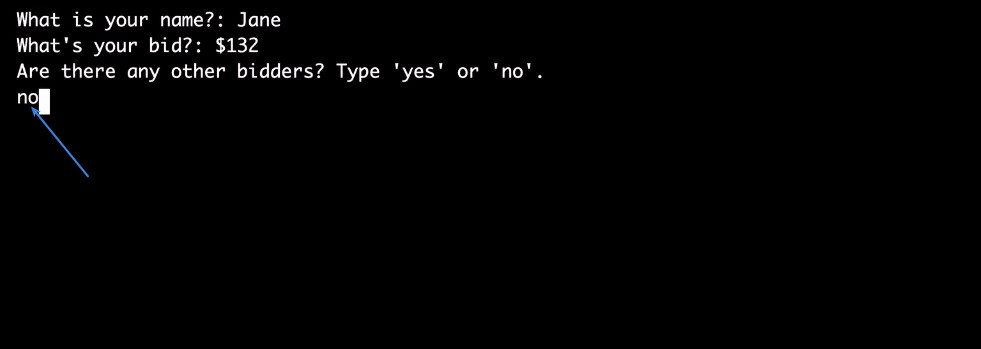 What is your name?: Jane
What's your bid?: $132
Are there any other bidders? Type 'yes' or 'no'.
no